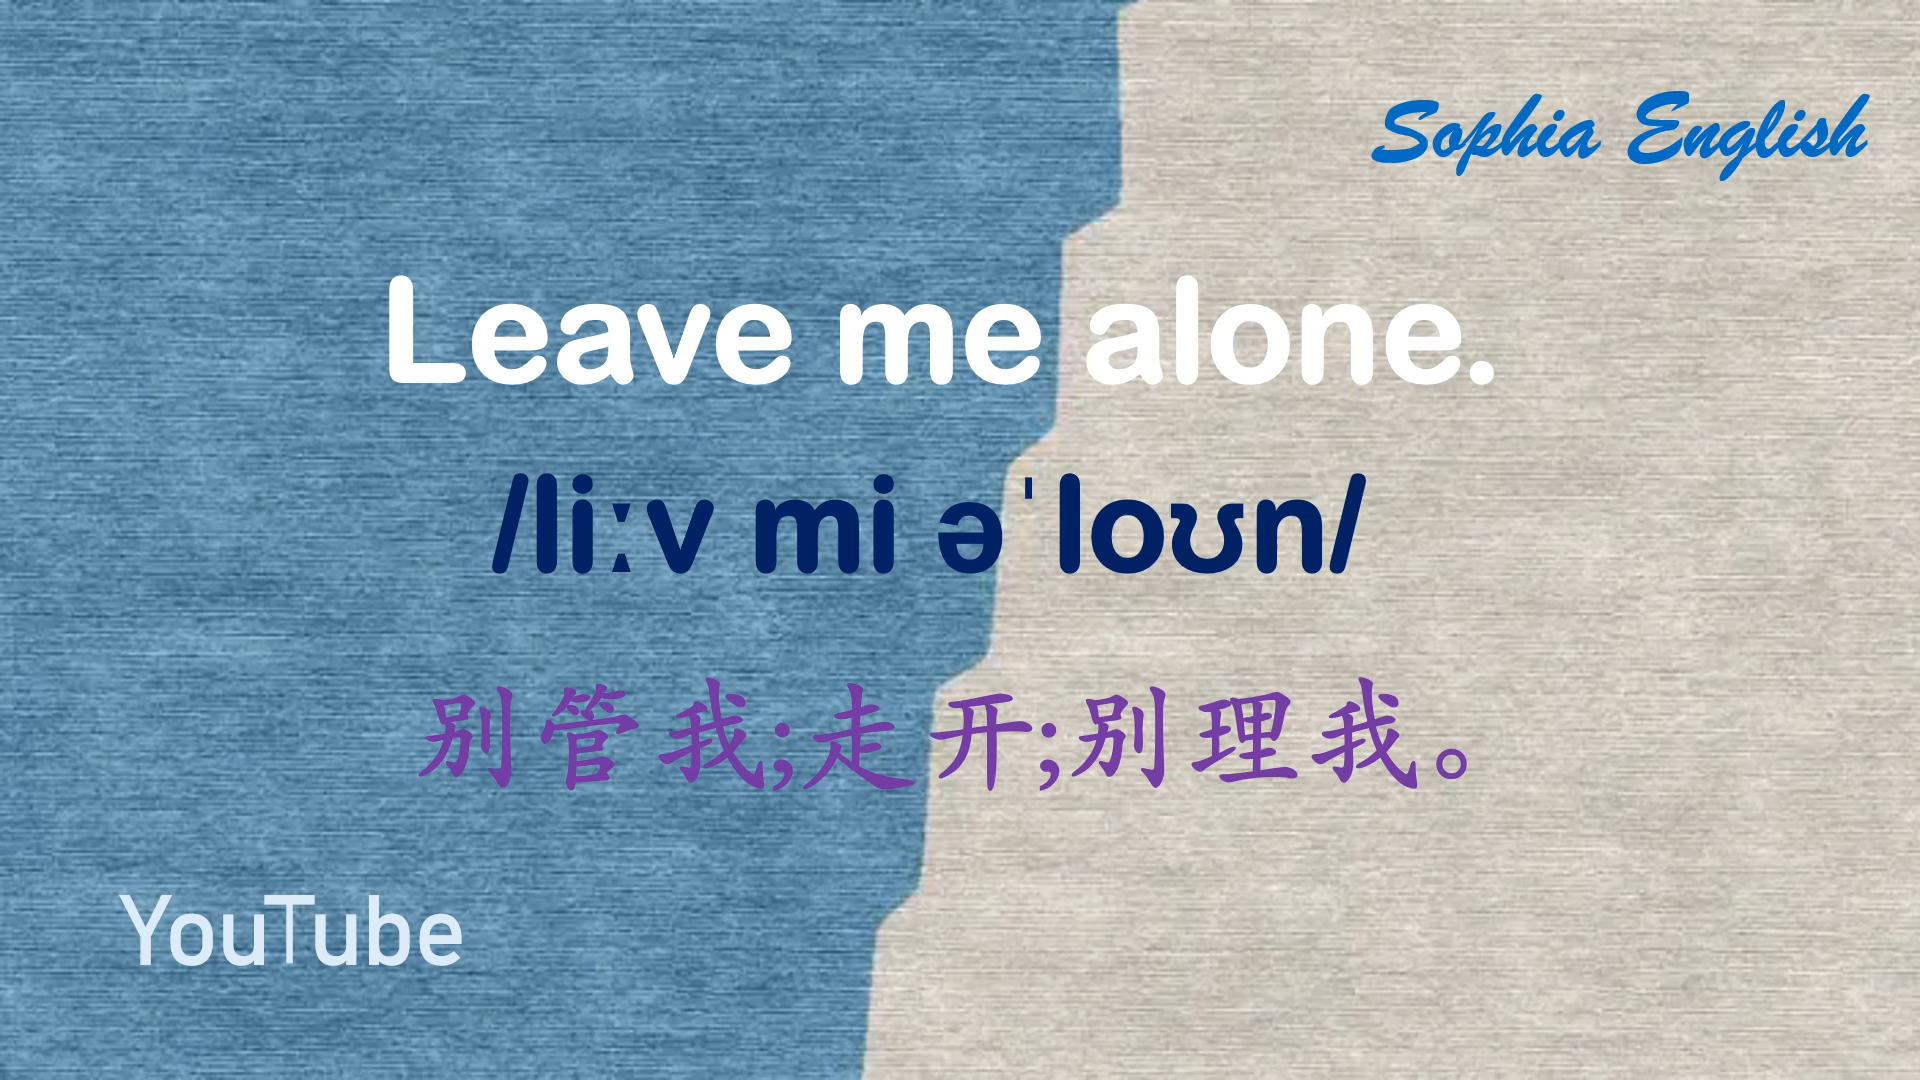 Sophia English
Leave me alone.
/liːv mi əˈloʊn/
别管我;走开;别理我。
YouTube